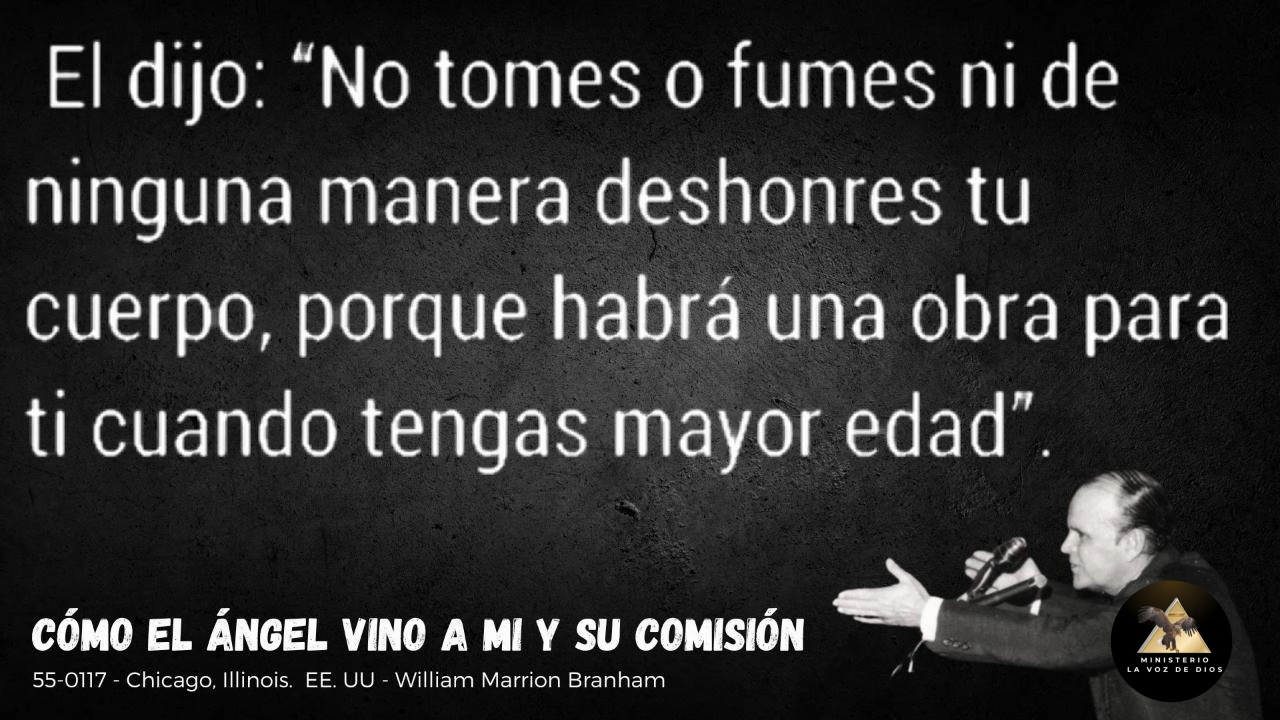 El dijo: “No tomes o fumes ni de
ninguna manera deshonres tu
cuerpo, porque habrá una obra para
ti cuando tengas mayor edad”.
CÓMO EL ÁNGEL VINO A MI Y SU COMISIÓN
55-0117 - Chicago, Illinois. EE. UU - William Marrion Branham
MINISTERIO
LA VOZ DE DIOS